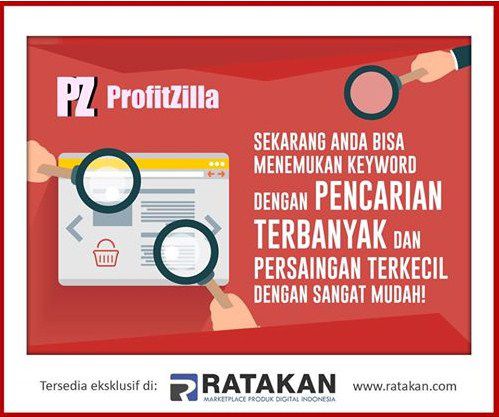 PZ ProfitZilla
SEKARANG ANDA BISA
MENEMUKAN KEYWORD
DENGAN PENCARIAN
TERBANYAK DAN
PERSAINGAN TERKECIL
DENGAN SANGAT MUDAH!
Tersedia eksklusif di:
RATAKAN
MARKETPLACE PRODUK DIGITAL INDONESIA
www.ratakan.com